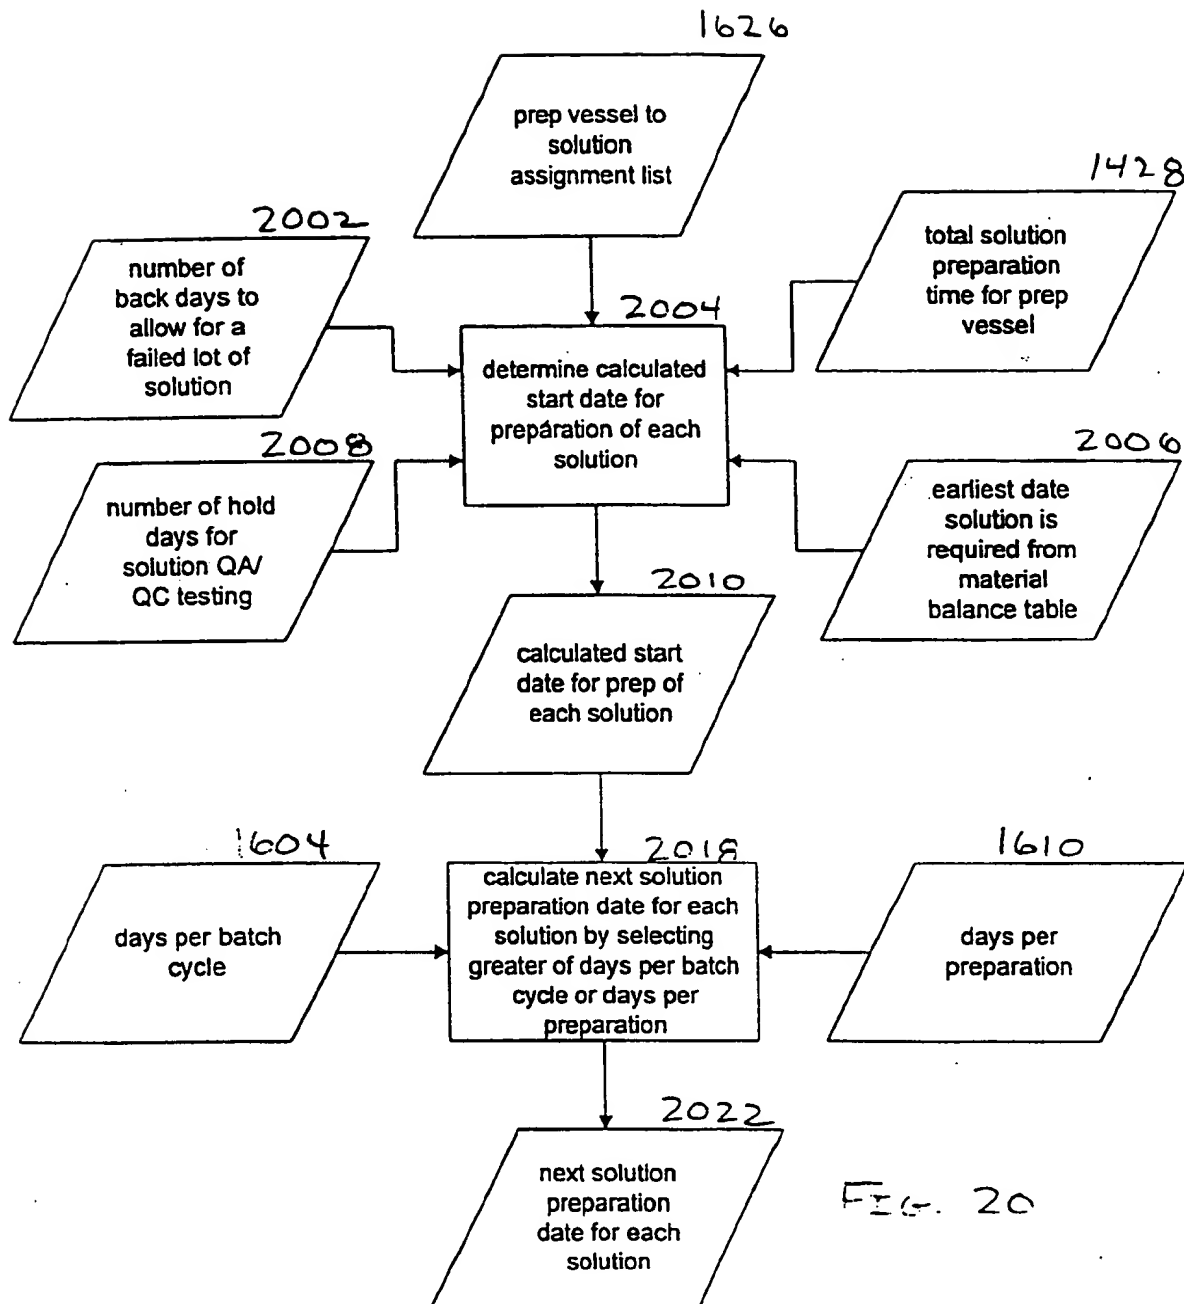 1626
prep vessel to
solution
assignment list
1428
total solution
preparation
time for prep
vessel
2002
number of
back days to
allow for a
failed lot of
solution
2004
determine calculated
start date for
preparation of each
solution
2008
number of hold
days for
solution QA/
QC testing
2006
earliest date
solution is
required from
material
balance table
2010
calculated start
date for prep of
each solution
1604
days per batch
cycle
2018
calculate next solution
preparation date for each
solution by selecting
greater of days per batch
cycle or days per
preparation
1610
days per
preparation
2022
next solution
preparation
date for each
solution
FIG. 20